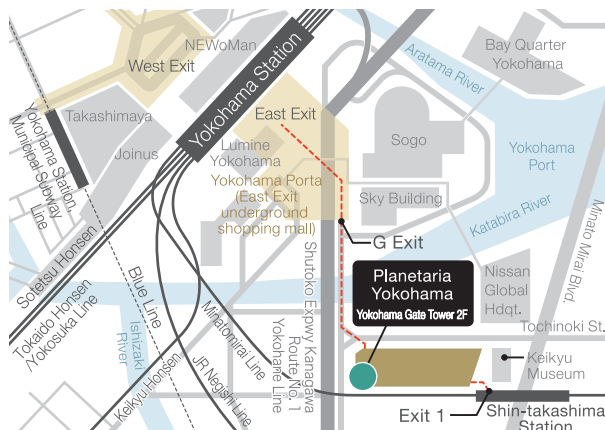 NEWoMan
West Exit
Yokohama Station
Aratama River
Bay Quarter
Yokohama
Takashimaya
Joinus
East Exit
Lumine
Yokohama
Sogo
Yokohama
Port
Yokohama Station
Municipal Subway
Line
Yokohama Porta
(East Exit
underground
shopping mall)
Sky Building
Katabira River
Minato Mirai Blvd.
G Exit
Sotetsu Honsen
Tokaido Honsen
/Yokosuka Line
Blue Line
Ishizaki
River
Keikyu Honsen
JR Negishi Line
Minatomirai Line
Shutoko Expwy Kanagawa
Route No. 1
Yokohane Line
Planetaria
Yokohama
Yokohama Gate Tower 2F
Nissan
Global
Hdqt.
Tochinoki St.
Keikyu
Museum
Exit 1
Shin-takashima
Station